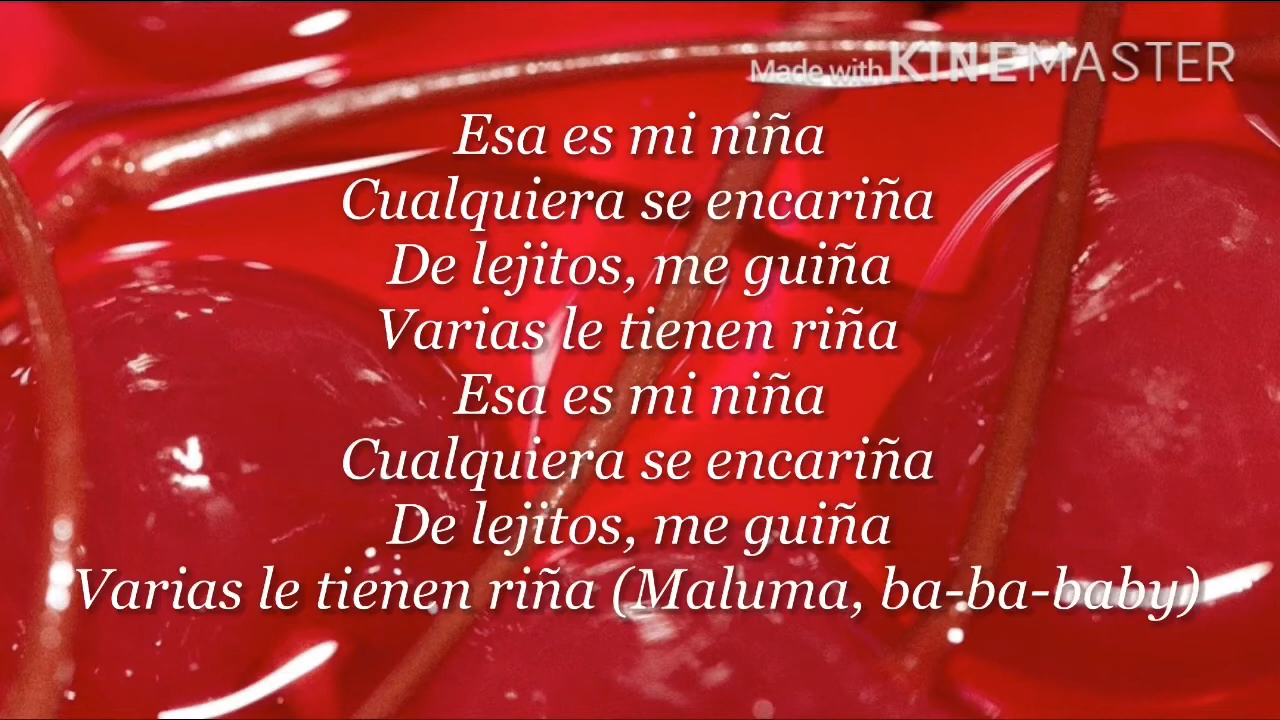 Made with KINEMASTER
Esa es mi niña
Cualquiera se encariña
De lejitos, me guiña
Varias le tienen riña
Esa es mi niña
Cualquiera se encariña
De lejitos, me guiña
Varias le tienen riña (Maluma, ba-ba-baby)